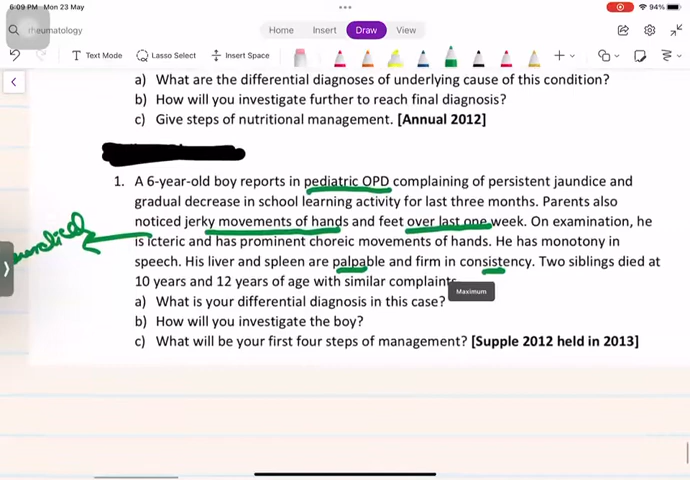 6:09 PM Mon 23 May
94%
rheumatology
Home Insert Draw View
Text Mode Lasso Select Insert Space
a) What are the differential diagnoses of underlying cause of this condition?
b) How will you investigate further to reach final diagnosis?
c) Give steps of nutritional management. [Annual 2012]
1. A 6-year-old boy reports in pediatric OPD complaining of persistent jaundice and
gradual decrease in school learning activity for last three months. Parents also
noticed jerky movements of hands and feet over last one week. On examination, he
is icteric and has prominent choreic movements of hands. He has monotony in
speech. His liver and spleen are palpable and firm in consistency. Two siblings died at
10 years and 12 years of age with similar complaints
Maximum
a) What is your differential diagnosis in this case?
b) How will you investigate the boy?
c) What will be your first four steps of management? [Supple 2012 held in 2013]